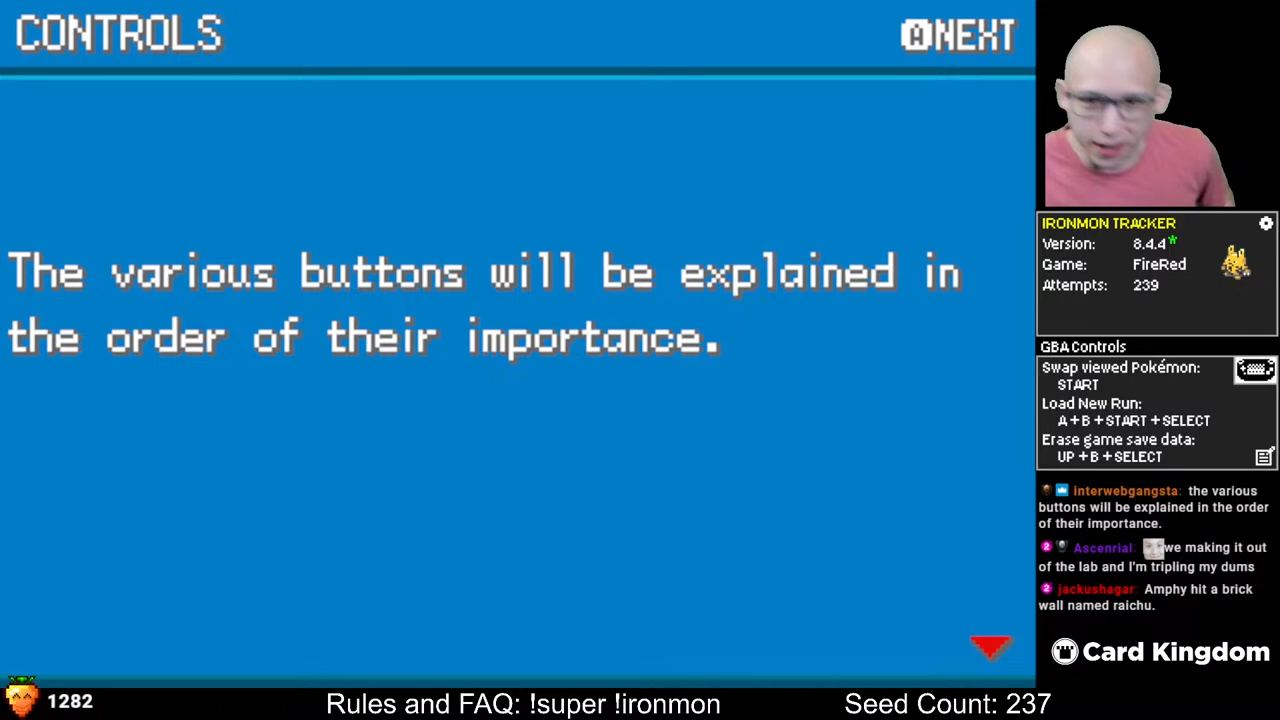 CONTROLS
A NEXT
The various buttons will be explained in
the order of their importance.
IRONMON TRACKER
Version: 8.4.4*
Game: FireRed
Attempts: 239
GBA Controls
Swap viewed Pokémon:
START
Load New Run:
A + B + START + SELECT
Erase game save data:
UP + B + SELECT
interwebgangsta: the various
buttons will be explained in the order
of their importance.
2 Ascenrial: we making it out
of the lab and I'm tripling my dums
2 jackushagar: Amphy hit a brick
wall named raichu.
Card Kingdom
1282
Rules and FAQ: !super !ironmon
Seed Count: 237